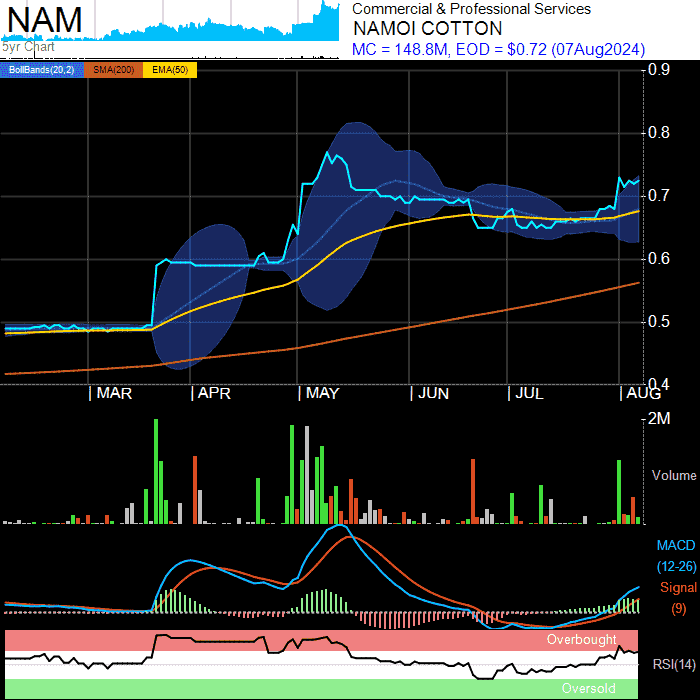 NAM
5yr Chart
Commercial & Professional Services
NAMOI COTTON
MC = 148.8M, EOD = $0.72 (07Aug2024)
BollBands(20,2) SMA(200) EMA(50)
0.9
0.8
0.7
0.6
0.5
0.4
MAR APR MAY JUN JUL AUG
2M
Volume
MACD
(12-26)
Signal
(9)
Overbought
RSI(14)
Oversold